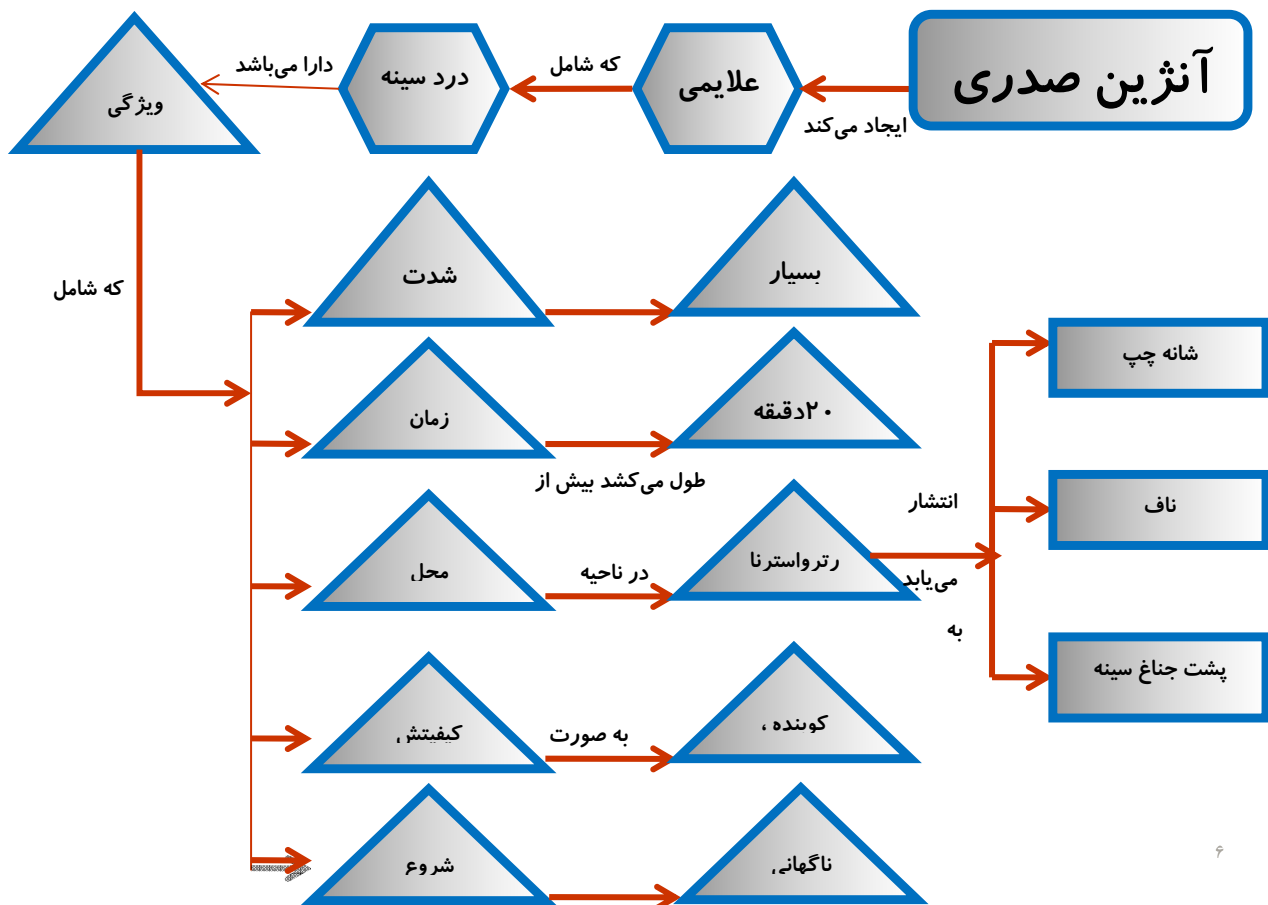 آنژین صدری
ایجاد می‌کند
علایمی
که شامل
درد سینه
دارا می‌باشد
ویژگی
که شامل
شدت
بسیار
زمان
طول می‌کشد بیش از
۲۰دقیقه
محل
در ناحیه
رترواسترنا
انتشار
می‌یابد
به
شانه چپ
ناف
پشت جناغ سینه
کیفیتش
به صورت
کوبنده ،
شروع
ناگهانی
۶